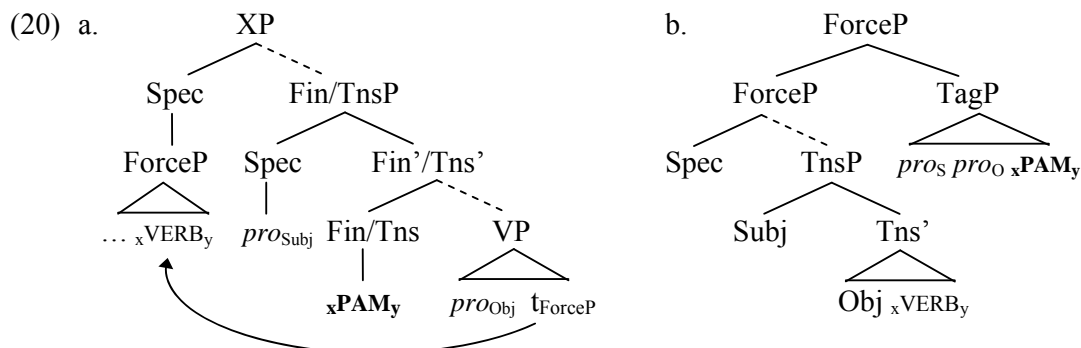 (20) a. XP b. ForceP
Spec Fin/TnsP ForceP TagP
ForceP Spec Fin’/Tns’ Spec TnsP proS proO xPAMy
… xVERBy proSubj Fin/Tns VP Subj Tns’
xPAMy proObj tForceP Obj xVERBy